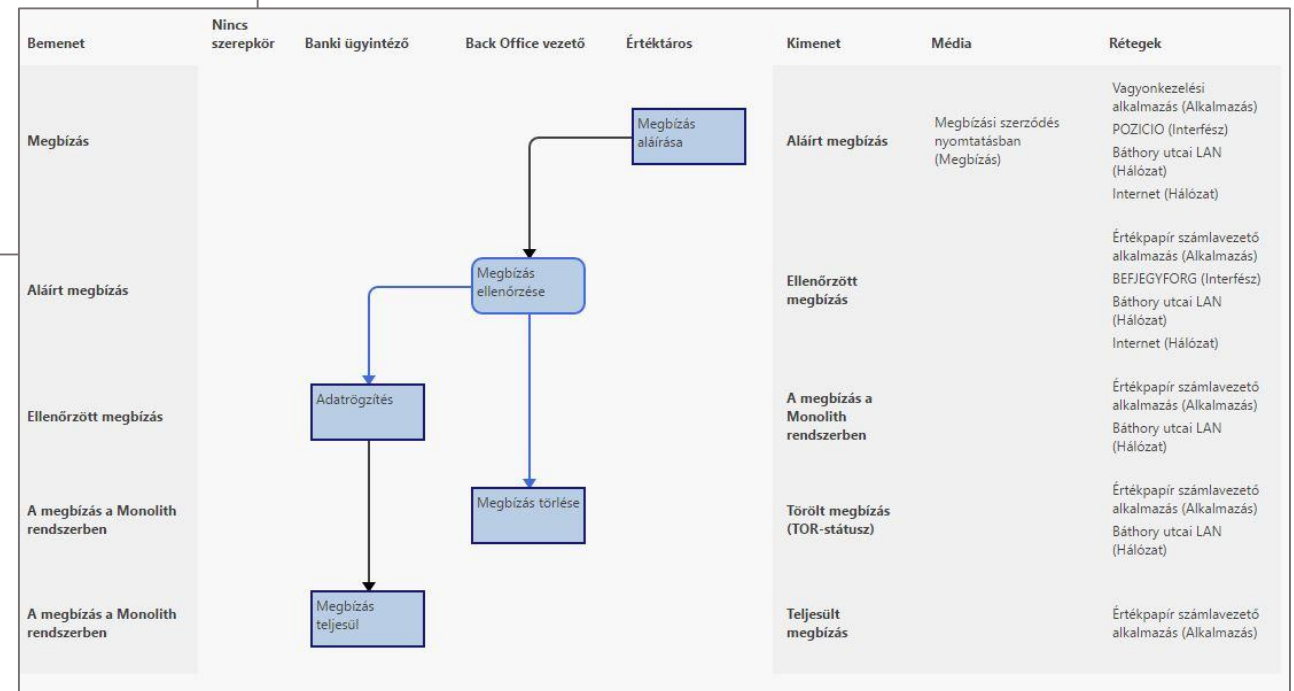 Bemenet
Nincs
szerepkör
Banki ügyintéző
Back Office vezető
Értéktáros
Kimenet
Média
Rétegek
Megbízás
Megbízás
aláírása
Aláírt megbízás
Megbízási szerződés
nyomtatásban
(Megbízás)
Vagyonkezelési
alkalmazás (Alkalmazás)
POZICIO (Interfész)
Báthory utcai LAN
(Hálózat)
Internet (Hálózat)
Aláírt megbízás
Megbízás
ellenőrzése
Ellenőrzött
megbízás
Értékpapír számlavezető
alkalmazás (Alkalmazás)
BEFJEGYFORG (Interfész)
Báthory utcai LAN
(Hálózat)
Internet (Hálózat)
Ellenőrzött megbízás
Adatrögzítés
A megbízás a
Monolith
rendszerben
Értékpapír számlavezető
alkalmazás (Alkalmazás)
Báthory utcai LAN
(Hálózat)
A megbízás a Monolith
rendszerben
Megbízás törlése
Törölt megbízás
(TOR-státusz)
Értékpapír számlavezető
alkalmazás (Alkalmazás)
Báthory utcai LAN
(Hálózat)
A megbízás a Monolith
rendszerben
Megbízás
teljesül
Teljesült
megbízás
Értékpapír számlavezető
alkalmazás (Alkalmazás)